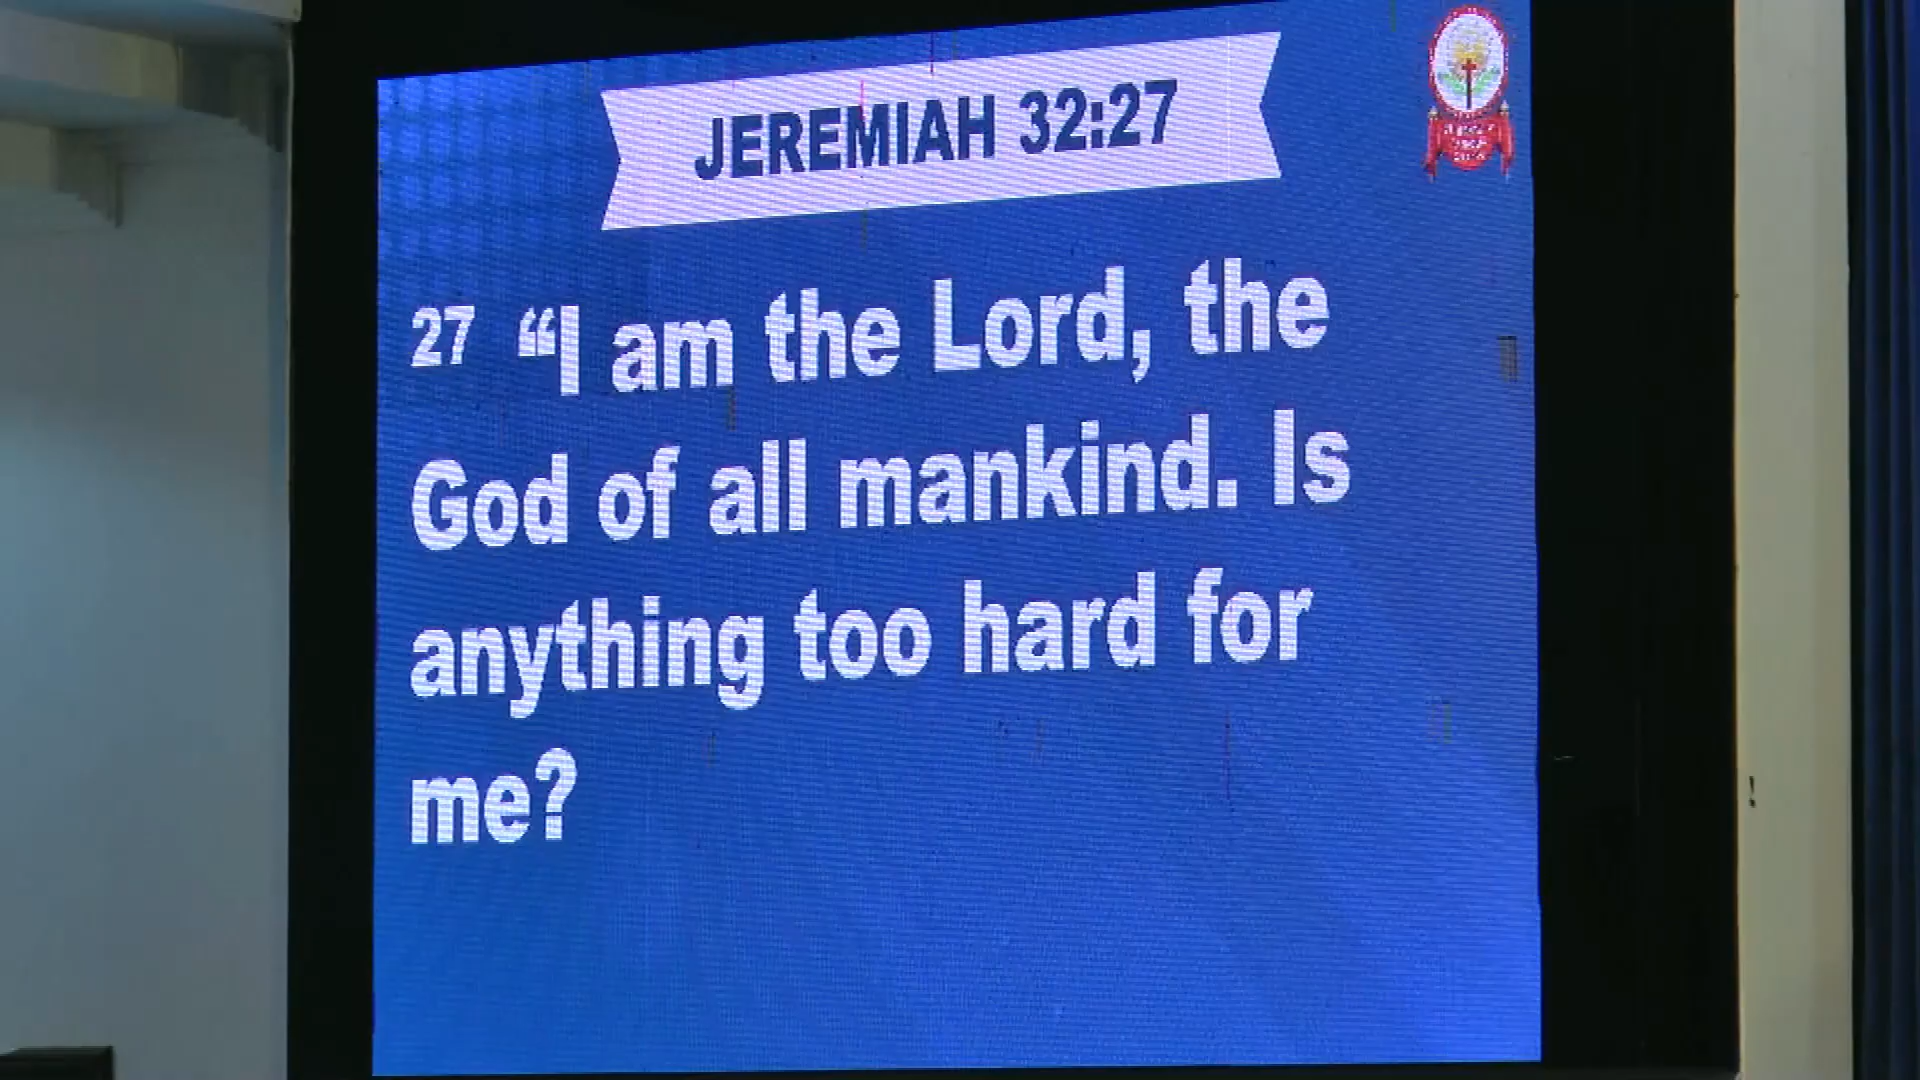 JEREMIAH 32:27
27 “I am the Lord, the
God of all mankind. Is
anything too hard for
me?